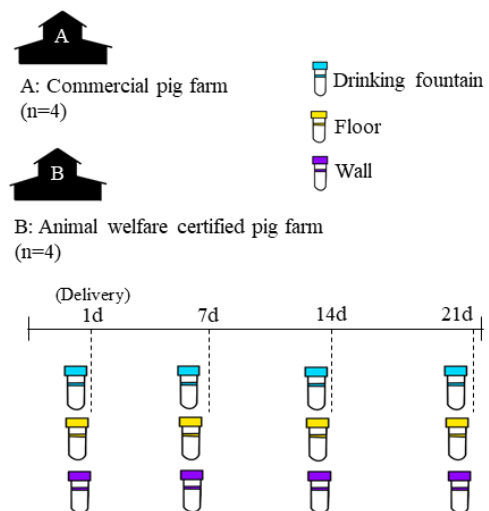 A
A: Commercial pig farm
(n=4)
Drinking fountain
Floor
Wall
B
B: Animal welfare certified pig farm
(n=4)
(Delivery)
1d 7d 14d 21d